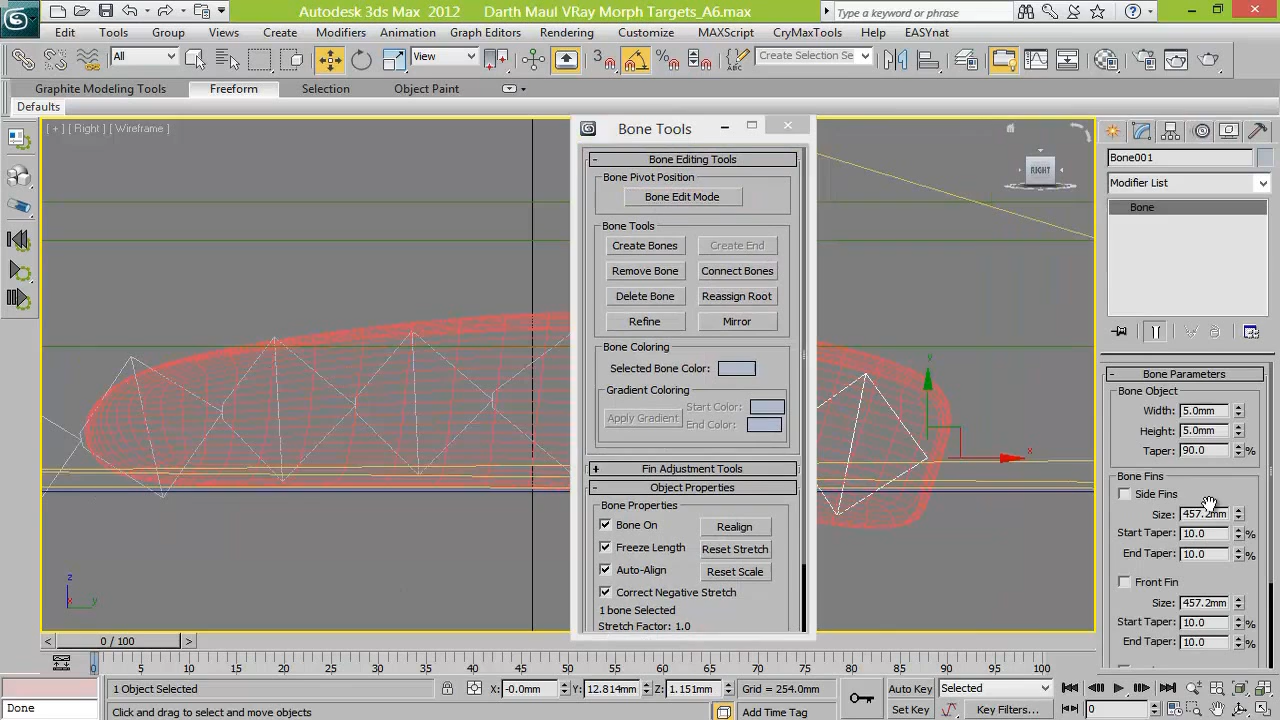 Autodesk 3ds Max 2012 Darth Maul VRay Morph Targets_A6.max
Type a keyword or phrase
Edit Tools Group Views Create Modifiers Animation Graph Editors Rendering Customize MAXScript CryMaxTools Help EASYnat
All View 3 Create Selection Se
Graphite Modeling Tools Freeform Selection Object Paint
Defaults
[ + ] [ Right ] [ Wireframe ]
Bone Tools
RIGHT
Bone001
Modifier List
Bone
- Bone Editing Tools
Bone Pivot Position
Bone Edit Mode
Bone Tools
Create Bones Create End
Remove Bone Connect Bones
Delete Bone Reassign Root
Refine Mirror
Bone Coloring
Selected Bone Color:
Gradient Coloring
Apply Gradient Start Color:
End Color:
+ Fin Adjustment Tools
- Object Properties
Bone Properties
Bone On Realign
Freeze Length Reset Stretch
Auto-Align Reset Scale
Correct Negative Stretch
1 bone Selected
Stretch Factor: 1.0
- Bone Parameters
Bone Object
Width: 5.0mm
Height: 5.0mm
Taper: 90.0 %
Bone Fins
Side Fins
Size: 457.2mm
Start Taper: 10.0 %
End Taper: 10.0 %
Front Fin
Size: 457.2mm
Start Taper: 10.0 %
End Taper: 10.0 %
y
x
z
x y
< 0 / 100 >
0 5 10 15 20 25 30 35 40 45 50 55 60 65 70 75 80 85 90 95 100
1 Object Selected X: -0.0mm Y: 12.814mm Z: 1.151mm Grid = 254.0mm Auto Key Selected
Done Click and drag to select and move objects Add Time Tag Set Key Key Filters... 0